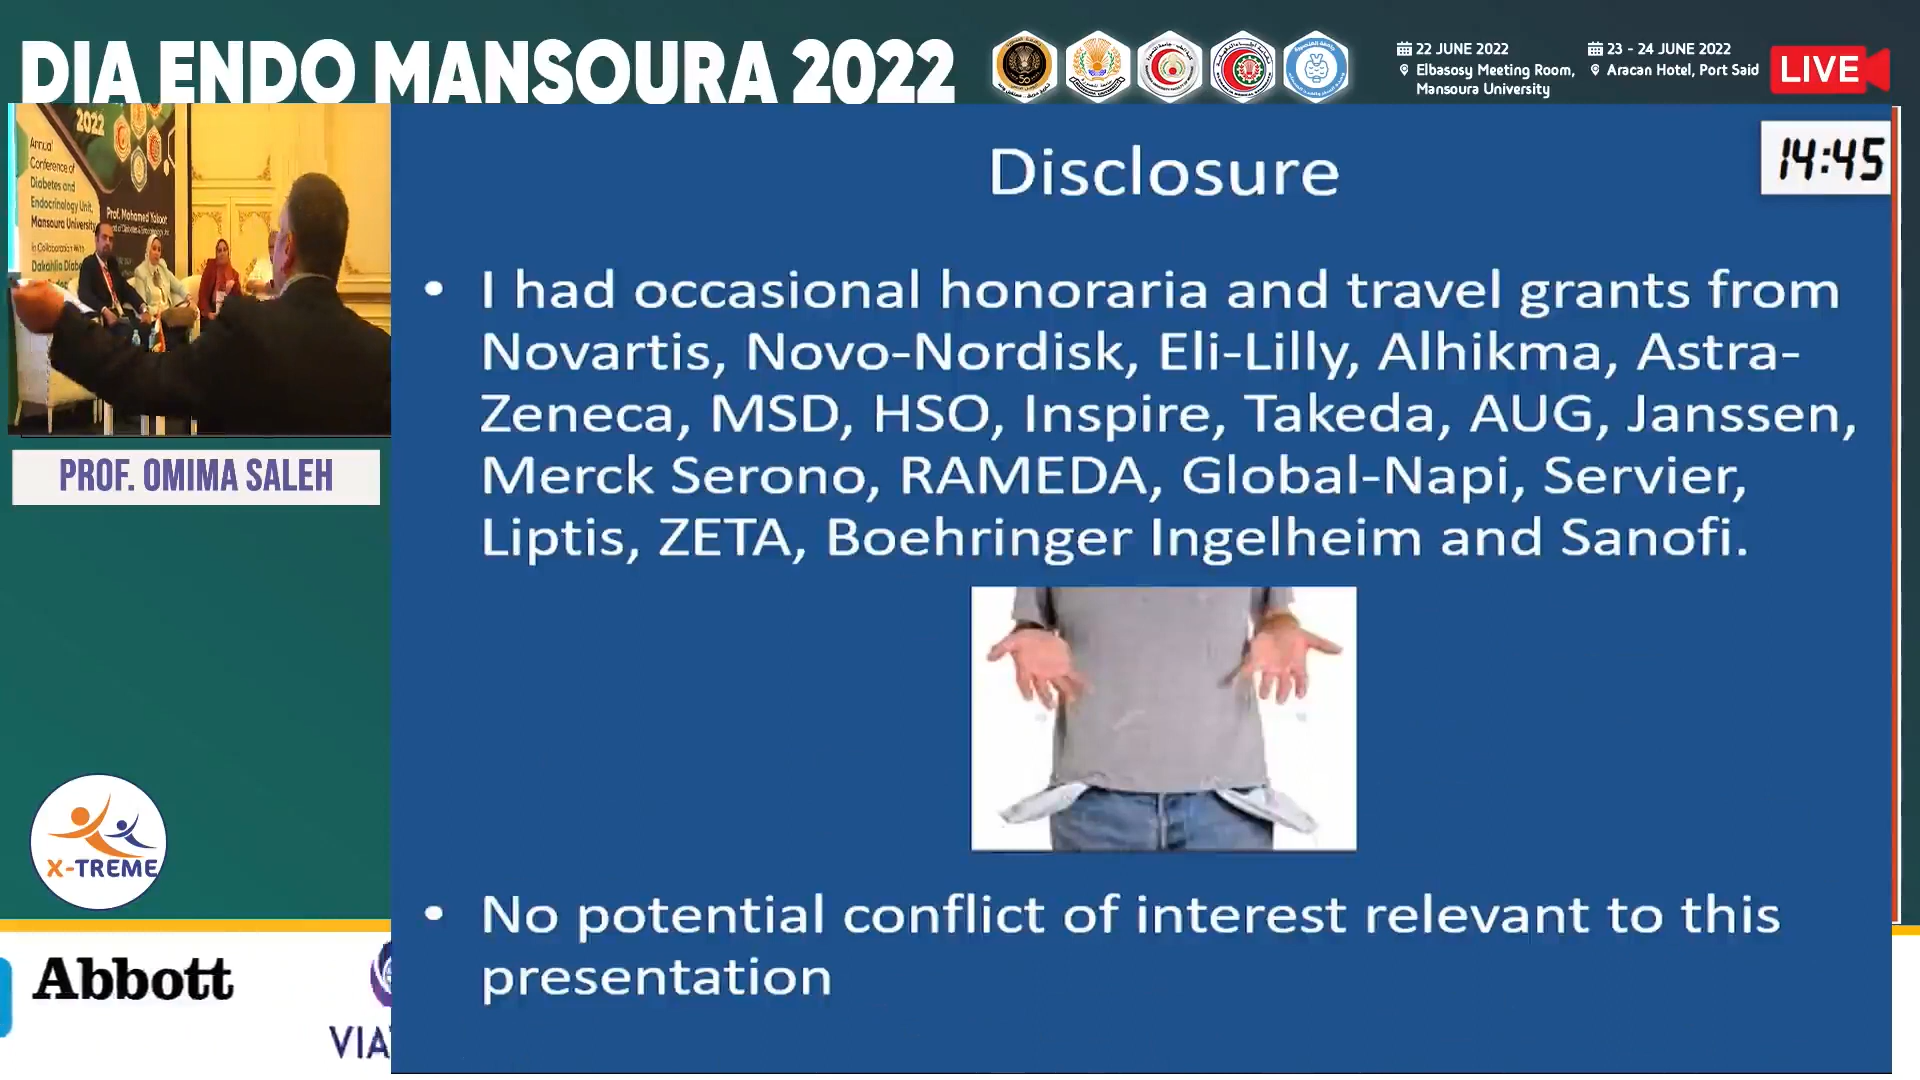 DIA ENDO MANSOURA 2022
22 JUNE 2022
Elbasosy Meeting Room,
Mansoura University
23 - 24 JUNE 2022
Aracan Hotel, Port Said
LIVE
2022
Annual
Conference of
Diabetes and
Endocrinology Unit,
Mansoura University
In Collaboration With
Prof. Mohamed
PROF. OMIMA SALEH
14:45
Disclosure
• I had occasional honoraria and travel grants from
Novartis, Novo-Nordisk, Eli-Lilly, Alhikma, Astra-
Zeneca, MSD, HSO, Inspire, Takeda, AUG, Janssen,
Merck Serono, RAMEDA, Global-Napi, Servier,
Liptis, ZETA, Boehringer Ingelheim and Sanofi.
• No potential conflict of interest relevant to this
presentation
X-TREME
Abbott
VIA